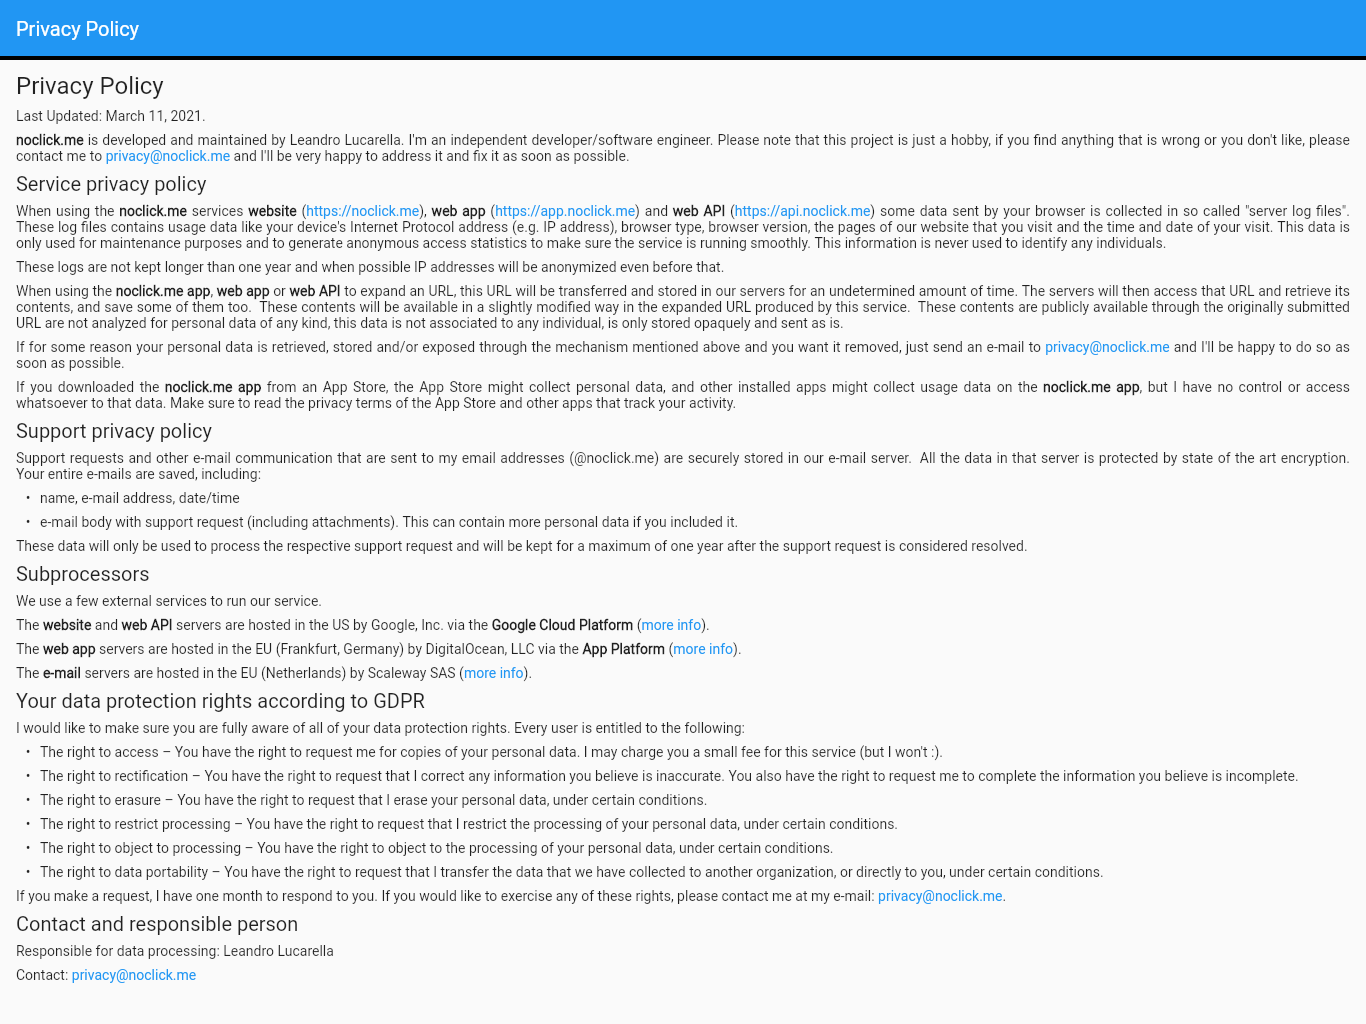 Privacy Policy
Privacy Policy
Last Updated: March 11, 2021.
noclick.me is developed and maintained by Leandro Lucarella. I'm an independent developer/software engineer. Please note that this project is just a hobby, if you find anything that is wrong or you don't like, please
contact me to privacy@noclick.me and I'll be very happy to address it and fix it as soon as possible.
Service privacy policy
When using the noclick.me services website (https://noclick.me), web app (https://app.noclick.me) and web API (https://api.noclick.me) some data sent by your browser is collected in so called "server log files".
These log files contains usage data like your device's Internet Protocol address (e.g. IP address), browser type, browser version, the pages of our website that you visit and the time and date of your visit. This data is
only used for maintenance purposes and to generate anonymous access statistics to make sure the service is running smoothly. This information is never used to identify any individuals.
These logs are not kept longer than one year and when possible IP addresses will be anonymized even before that.
When using the noclick.me app, web app or web API to expand an URL, this URL will be transferred and stored in our servers for an undetermined amount of time. The servers will then access that URL and retrieve its
contents, and save some of them too.  These contents will be available in a slightly modified way in the expanded URL produced by this service.  These contents are publicly available through the originally submitted
URL are not analyzed for personal data of any kind, this data is not associated to any individual, is only stored opaquely and sent as is.
If for some reason your personal data is retrieved, stored and/or exposed through the mechanism mentioned above and you want it removed, just send an e-mail to privacy@noclick.me and I'll be happy to do so as
soon as possible.
If you downloaded the noclick.me app from an App Store, the App Store might collect personal data, and other installed apps might collect usage data on the noclick.me app, but I have no control or access
whatsoever to that data. Make sure to read the privacy terms of the App Store and other apps that track your activity.
Support privacy policy
Support requests and other e-mail communication that are sent to my email addresses (@noclick.me) are securely stored in our e-mail server.  All the data in that server is protected by state of the art encryption.
Your entire e-mails are saved, including:
• name, e-mail address, date/time
• e-mail body with support request (including attachments). This can contain more personal data if you included it.
These data will only be used to process the respective support request and will be kept for a maximum of one year after the support request is considered resolved.
Subprocessors
We use a few external services to run our service.
The website and web API servers are hosted in the US by Google, Inc. via the Google Cloud Platform (more info).
The web app servers are hosted in the EU (Frankfurt, Germany) by DigitalOcean, LLC via the App Platform (more info).
The e-mail servers are hosted in the EU (Netherlands) by Scaleway SAS (more info).
Your data protection rights according to GDPR
I would like to make sure you are fully aware of all of your data protection rights. Every user is entitled to the following:
• The right to access – You have the right to request me for copies of your personal data. I may charge you a small fee for this service (but I won't :).
• The right to rectification – You have the right to request that I correct any information you believe is inaccurate. You also have the right to request me to complete the information you believe is incomplete.
• The right to erasure – You have the right to request that I erase your personal data, under certain conditions.
• The right to restrict processing – You have the right to request that I restrict the processing of your personal data, under certain conditions.
• The right to object to processing – You have the right to object to the processing of your personal data, under certain conditions.
• The right to data portability – You have the right to request that I transfer the data that we have collected to another organization, or directly to you, under certain conditions.
If you make a request, I have one month to respond to you. If you would like to exercise any of these rights, please contact me at my e-mail: privacy@noclick.me.
Contact and responsible person
Responsible for data processing: Leandro Lucarella
Contact: privacy@noclick.me